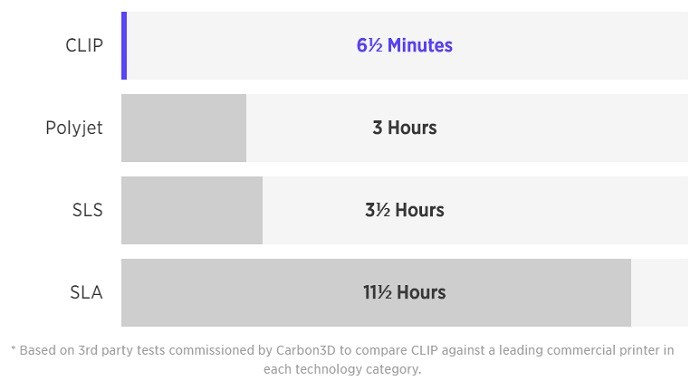 CLIP 6½ Minutes
Polyjet 3 Hours
SLS 3½ Hours
SLA 11½ Hours
* Based on 3rd party tests commissioned by Carbon3D to compare CLIP against a leading commercial printer in
each technology category.